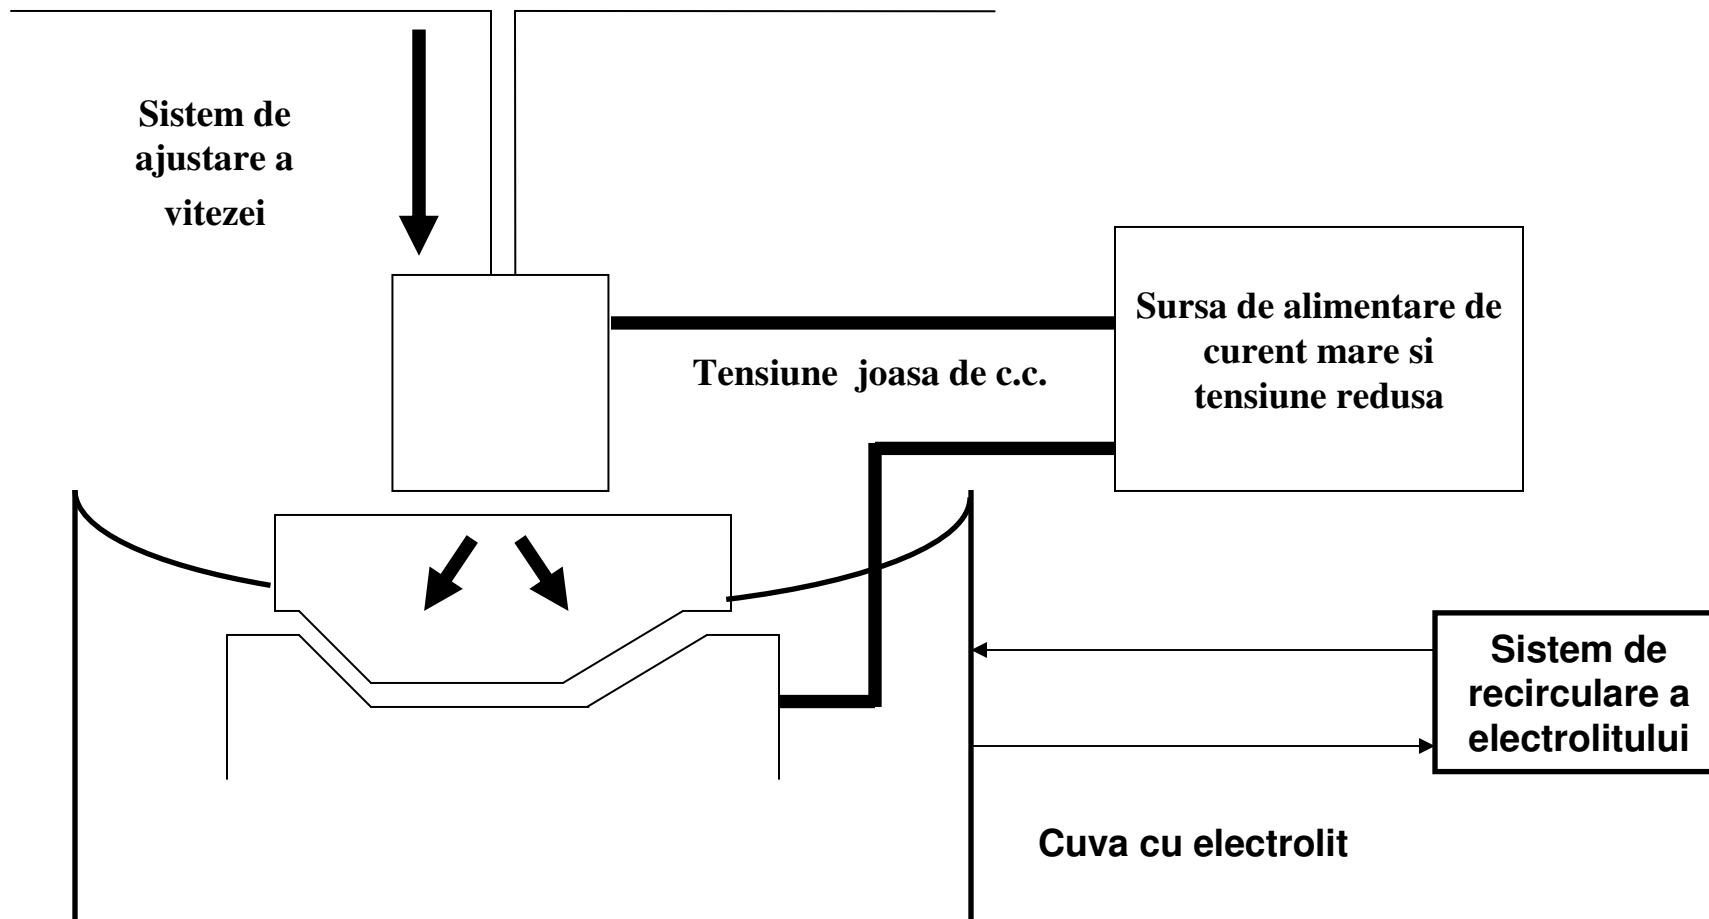 Sistem de
ajustare a
vitezei
Sursa de alimentare de
curent mare si
tensiune redusa
Tensiune joasa de c.c.
Sistem de
recirculare a
electrolitului
Cuva cu electrolit